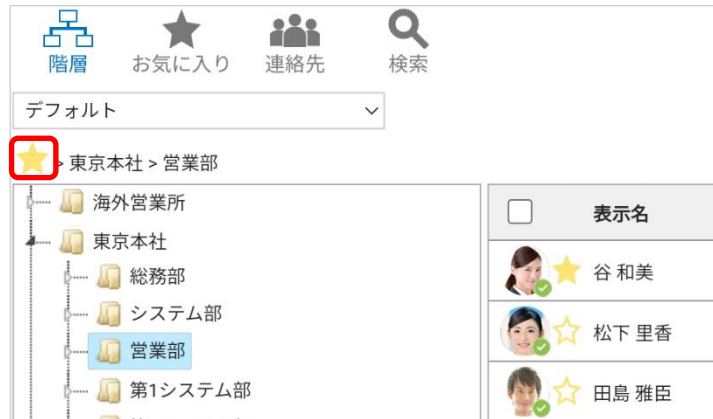 階層 お気に入り 連絡先 検索
デフォルト
> 東京本社 > 営業部
海外営業所
東京本社
総務部
システム部
営業部
第1システム部
表示名
谷 和美
松下 里香
田島 雅臣